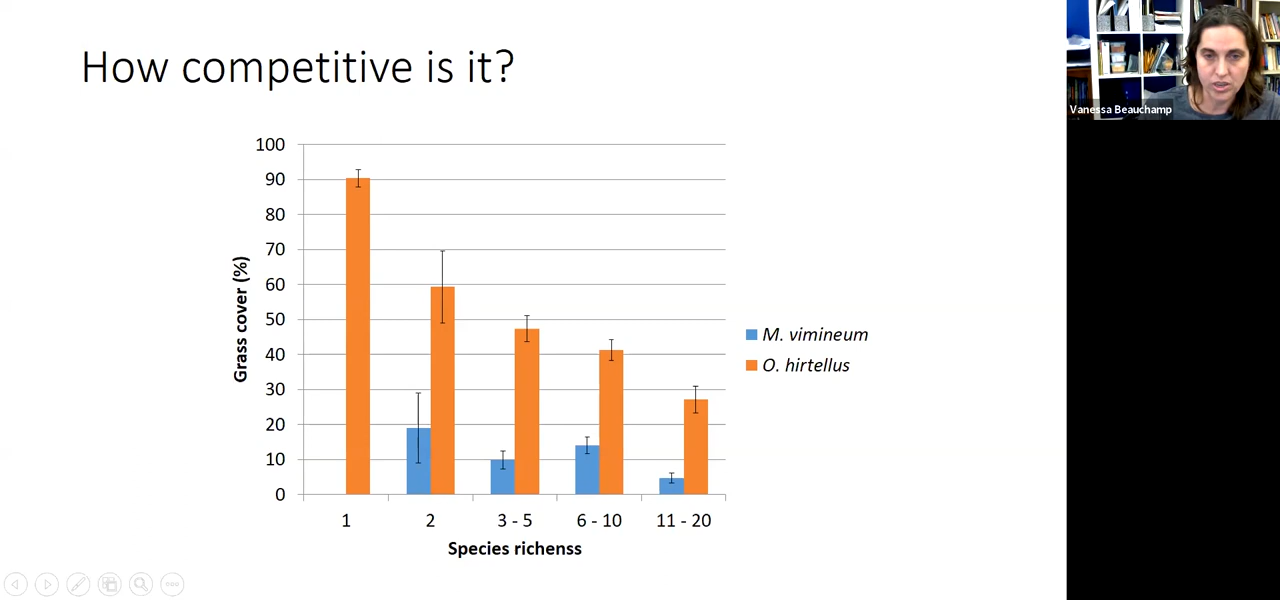 How competitive is it?
Vanessa Beauchamp
100
90
80
70
60
50
40
30
20
10
0
Grass cover (%)
M. vimineum
O. hirtellus
1 2 3 - 5 6 - 10 11 - 20
Species richenss